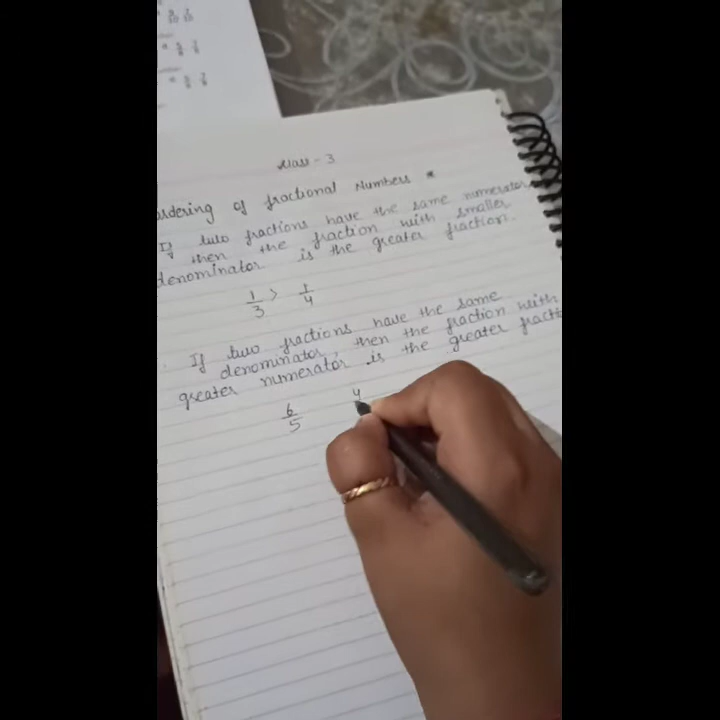 Class - 3
ordering of fractional Numbers *
If two fractions have the same numerator
then the fraction with smaller
denominator is the greater fraction.
1/3 > 1/4
If two fractions have the same
denominator, then the fraction with
greater numerator is the greater fracti
6/5 4